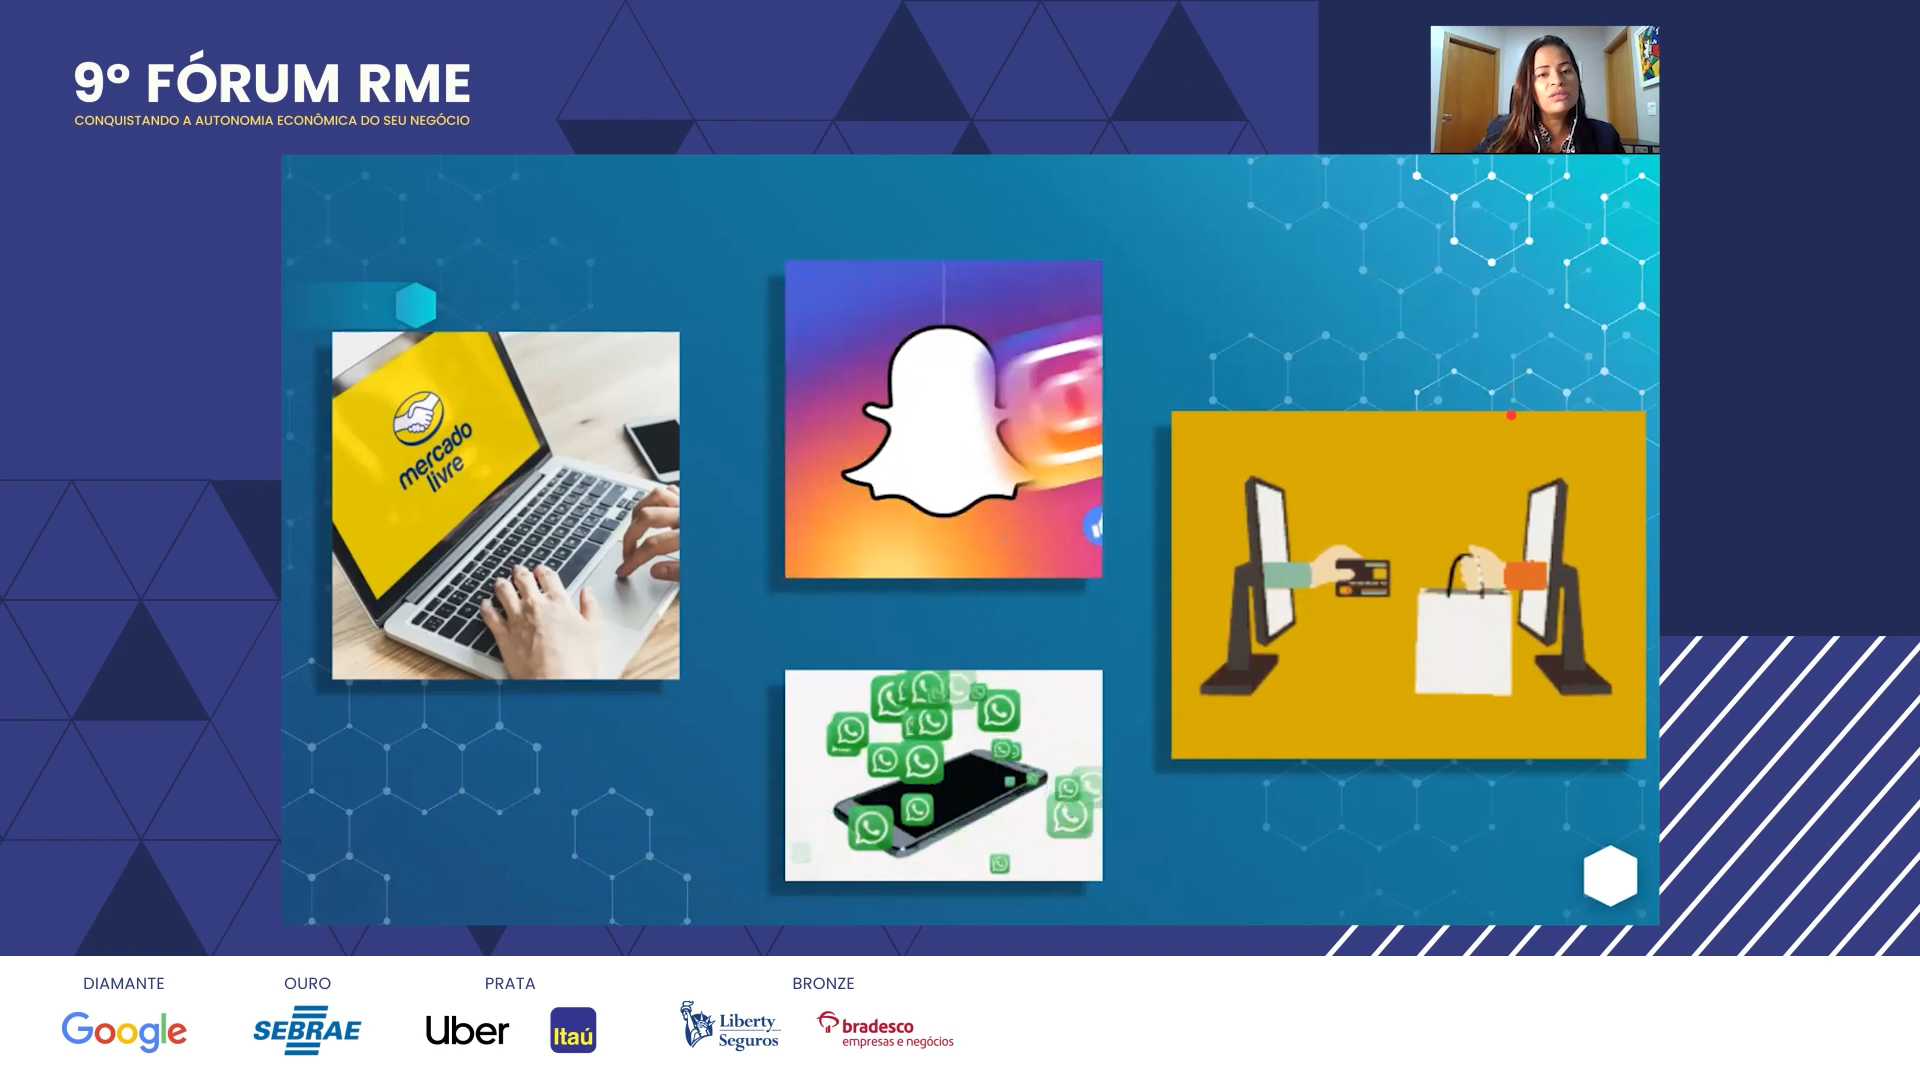 9º FÓRUM RME
CONQUISTANDO A AUTONOMIA ECONÔMICA DO SEU NEGÓCIO
mercado
livre
DIAMANTE
OURO
PRATA
BRONZE
Google
SEBRAE
Uber
Itaú
Liberty
Seguros
bradesco
empresas e negócios